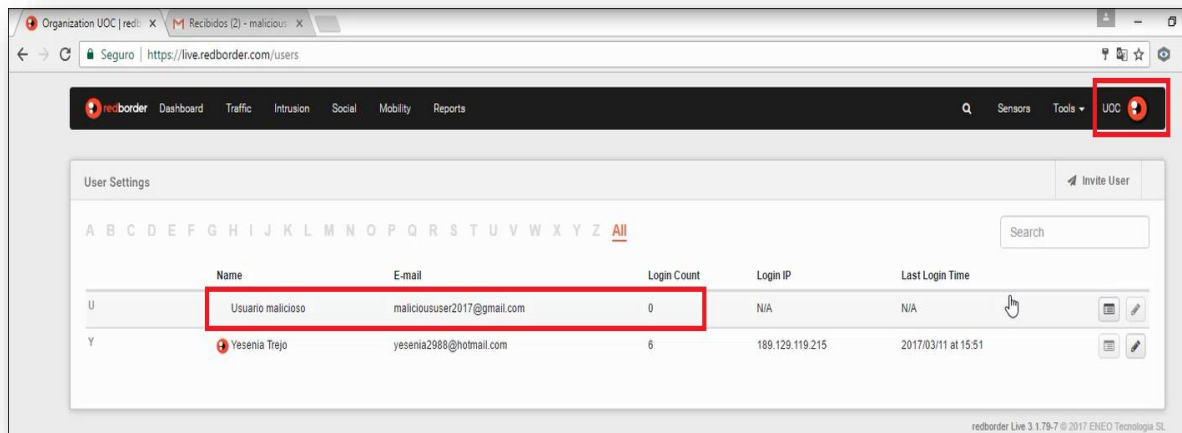 Organization UOC | redb
Recibidos (2) - malicious
Seguro | https://live.redborder.com/users
redborder Dashboard Traffic Intrusion Social Mobility Reports Sensors Tools UOC
User Settings Invite User
A B C D E F G H I J K L M N O P Q R S T U V W X Y Z All Search
Name E-mail Login Count Login IP Last Login Time
U Usuario malicioso malicioususer2017@gmail.com 0 N/A N/A
Y Yesenia Trejo yesenia2988@hotmail.com 6 189.129.119.215 2017/03/11 at 15:51
redborder Live 3.1.79-7 © 2017 ENEO Tecnologia SL